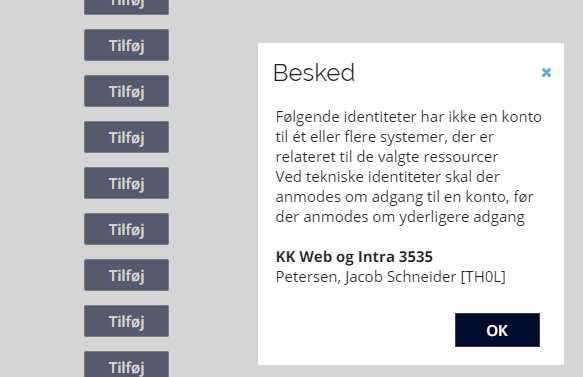 Tilføj
Tilføj
Tilføj
Tilføj
Tilføj
Tilføj
Tilføj
Tilføj
Tilføj
Besked
Følgende identiteter har ikke en konto
til ét eller flere systemer, der er
relateret til de valgte ressourcer
Ved tekniske identiteter skal der
anmodes om adgang til en konto, før
der anmodes om yderligere adgang
KK Web og Intra 3535
Petersen, Jacob Schneider [TH0L]
OK